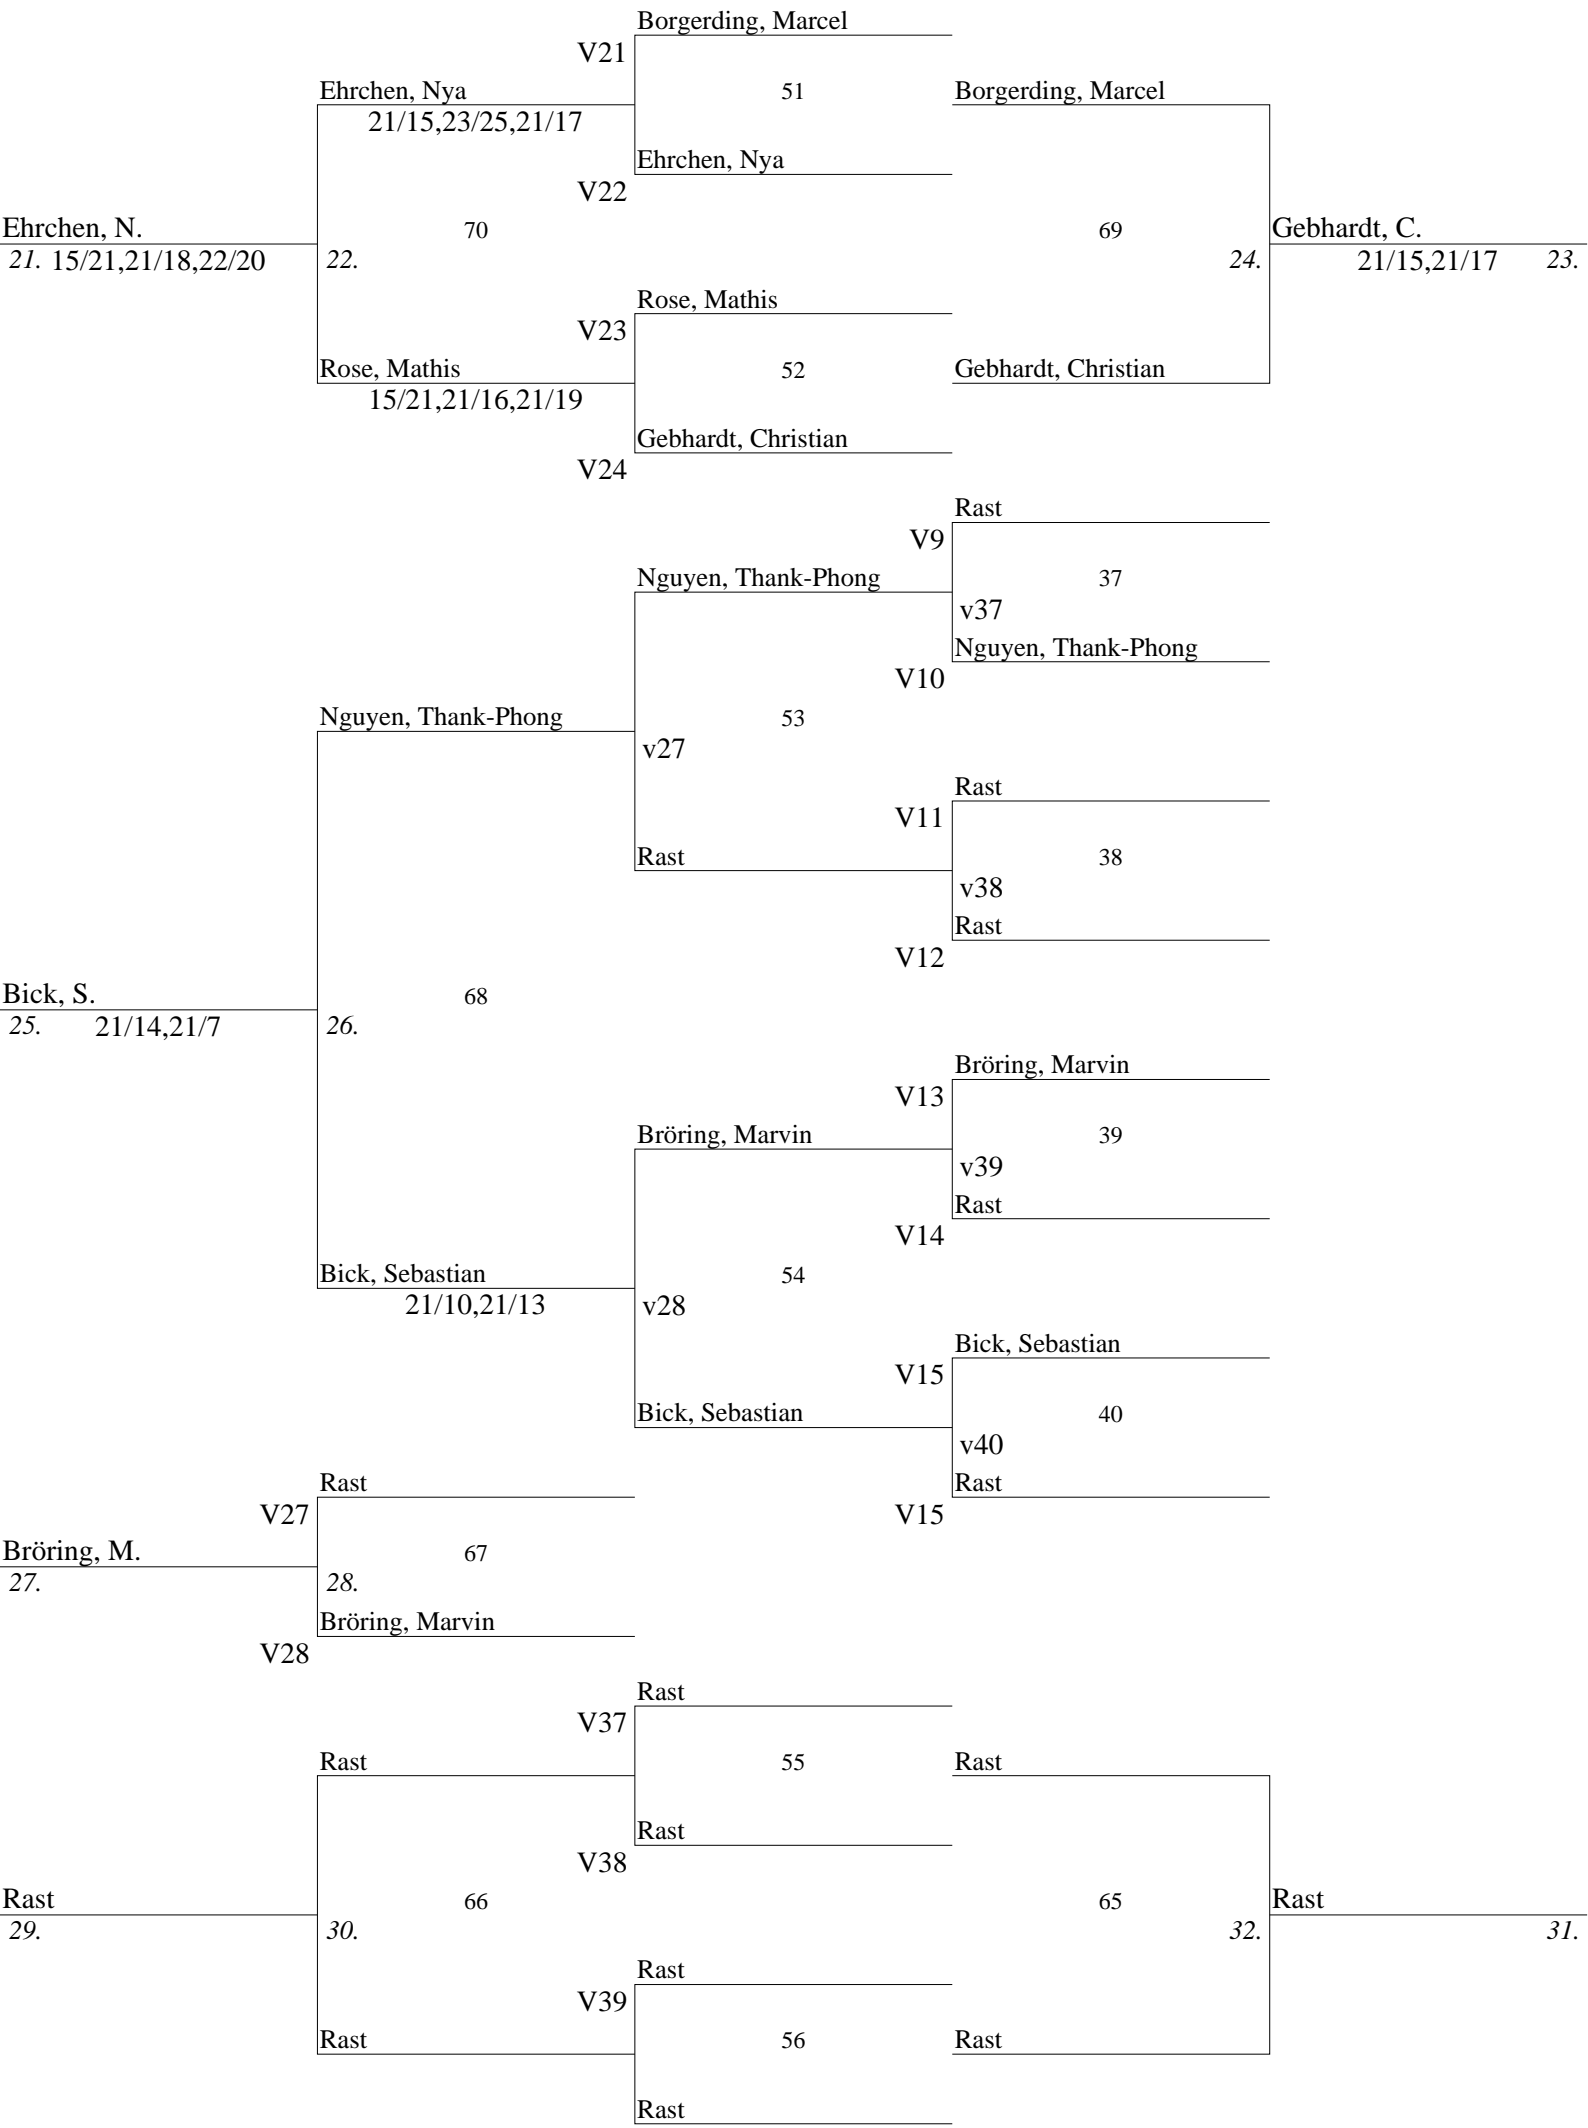 Borgerding, Marcel
V21
Ehrchen, Nya
51
Borgerding, Marcel
21/15,23/25,21/17
Ehrchen, Nya
V22
Ehrchen, N.
70
69
Gebhardt, C.
21. 15/21,21/18,22/20
22.
24.
21/15,21/17
23.
Rose, Mathis
V23
Rose, Mathis
52
Gebhardt, Christian
15/21,21/16,21/19
Gebhardt, Christian
V24
Rast
V9
Nguyen, Thank-Phong
37
v37
Nguyen, Thank-Phong
V10
Nguyen, Thank-Phong
53
v27
Rast
V11
Rast
38
v38
Rast
V12
Bick, S.
68
25. 21/14,21/7
26.
Bröring, Marvin
V13
Bröring, Marvin
39
v39
Rast
V14
Bick, Sebastian
54
21/10,21/13
v28
Bick, Sebastian
V15
Bick, Sebastian
40
v40
Rast
V15
Rast
V27
Bröring, M.
67
27.
28.
Bröring, Marvin
V28
Rast
V37
Rast
55
Rast
Rast
V38
Rast
66
65
Rast
29.
30.
32.
31.
Rast
V39
Rast
56
Rast
Rast